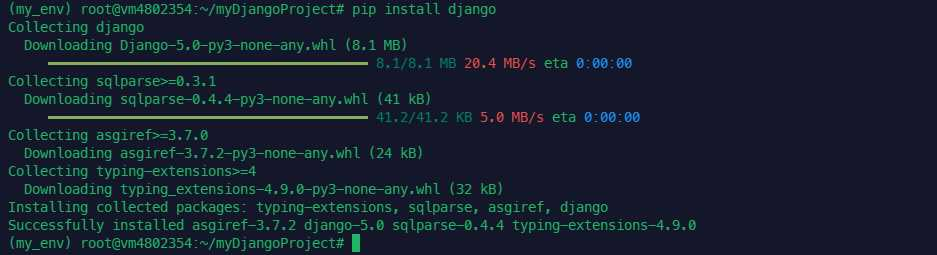 (my_env) root@vm4802354:~/myDjangoProject# pip install django
Collecting django
  Downloading Django-5.0-py3-none-any.whl (8.1 MB)
     8.1/8.1 MB 20.4 MB/s eta 0:00:00
Collecting sqlparse>=0.3.1
  Downloading sqlparse-0.4.4-py3-none-any.whl (41 kB)
     41.2/41.2 KB 5.0 MB/s eta 0:00:00
Collecting asgiref>=3.7.0
  Downloading asgiref-3.7.2-py3-none-any.whl (24 kB)
Collecting typing-extensions>=4
  Downloading typing_extensions-4.9.0-py3-none-any.whl (32 kB)
Installing collected packages: typing-extensions, sqlparse, asgiref, django
Successfully installed asgiref-3.7.2 django-5.0 sqlparse-0.4.4 typing-extensions-4.9.0
(my_env) root@vm4802354:~/myDjangoProject#